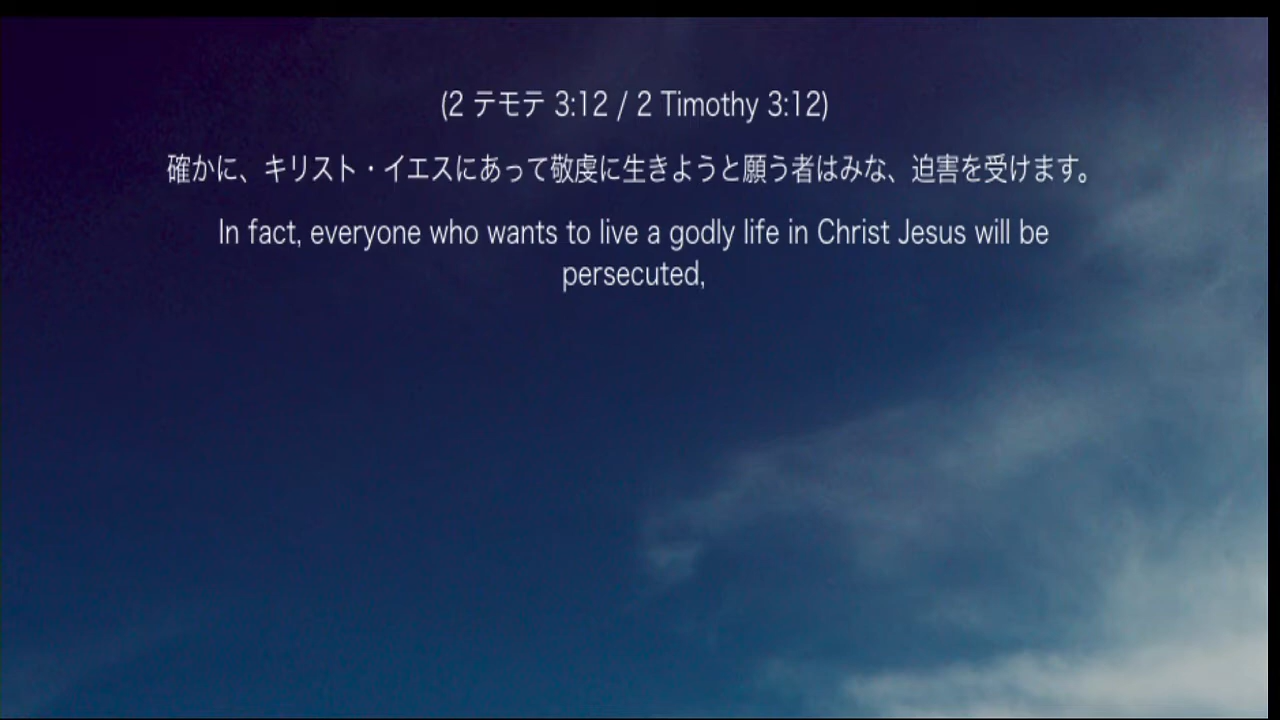 (2 テモテ 3:12 / 2 Timothy 3:12)
確かに、キリスト・イエスにあって敬虔に生きようと願う者はみな、迫害を受けます。
In fact, everyone who wants to live a godly life in Christ Jesus will be
persecuted,